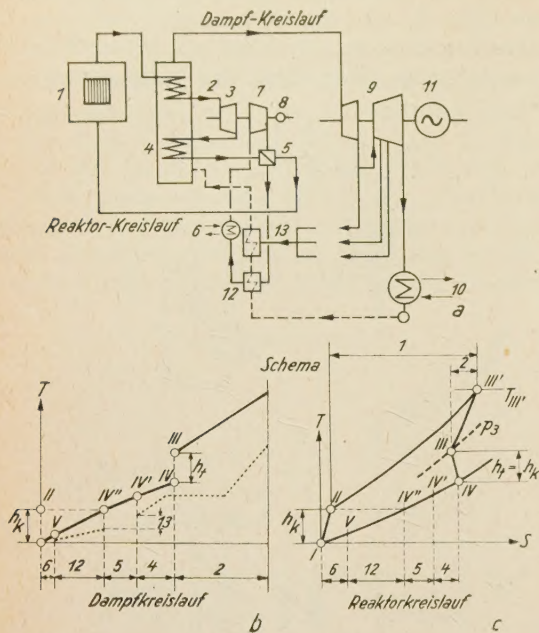 Dampf-Kreislauf
1
2
3
7
8
9
11
4
5
Reaktor-Kreislauf
6
13
12
10
a
Schema
T
III
II
IV
IV'
IV"
V
h_t
h_k
13
6 12 5 4 2
Dampfkreislauf
b
1
2
III'
T_III'
T
p_3
III
II
IV" IV'
V
IV
h_t = h_k
h_k
I
S
6 12 5 4
Reaktorkreislauf
c